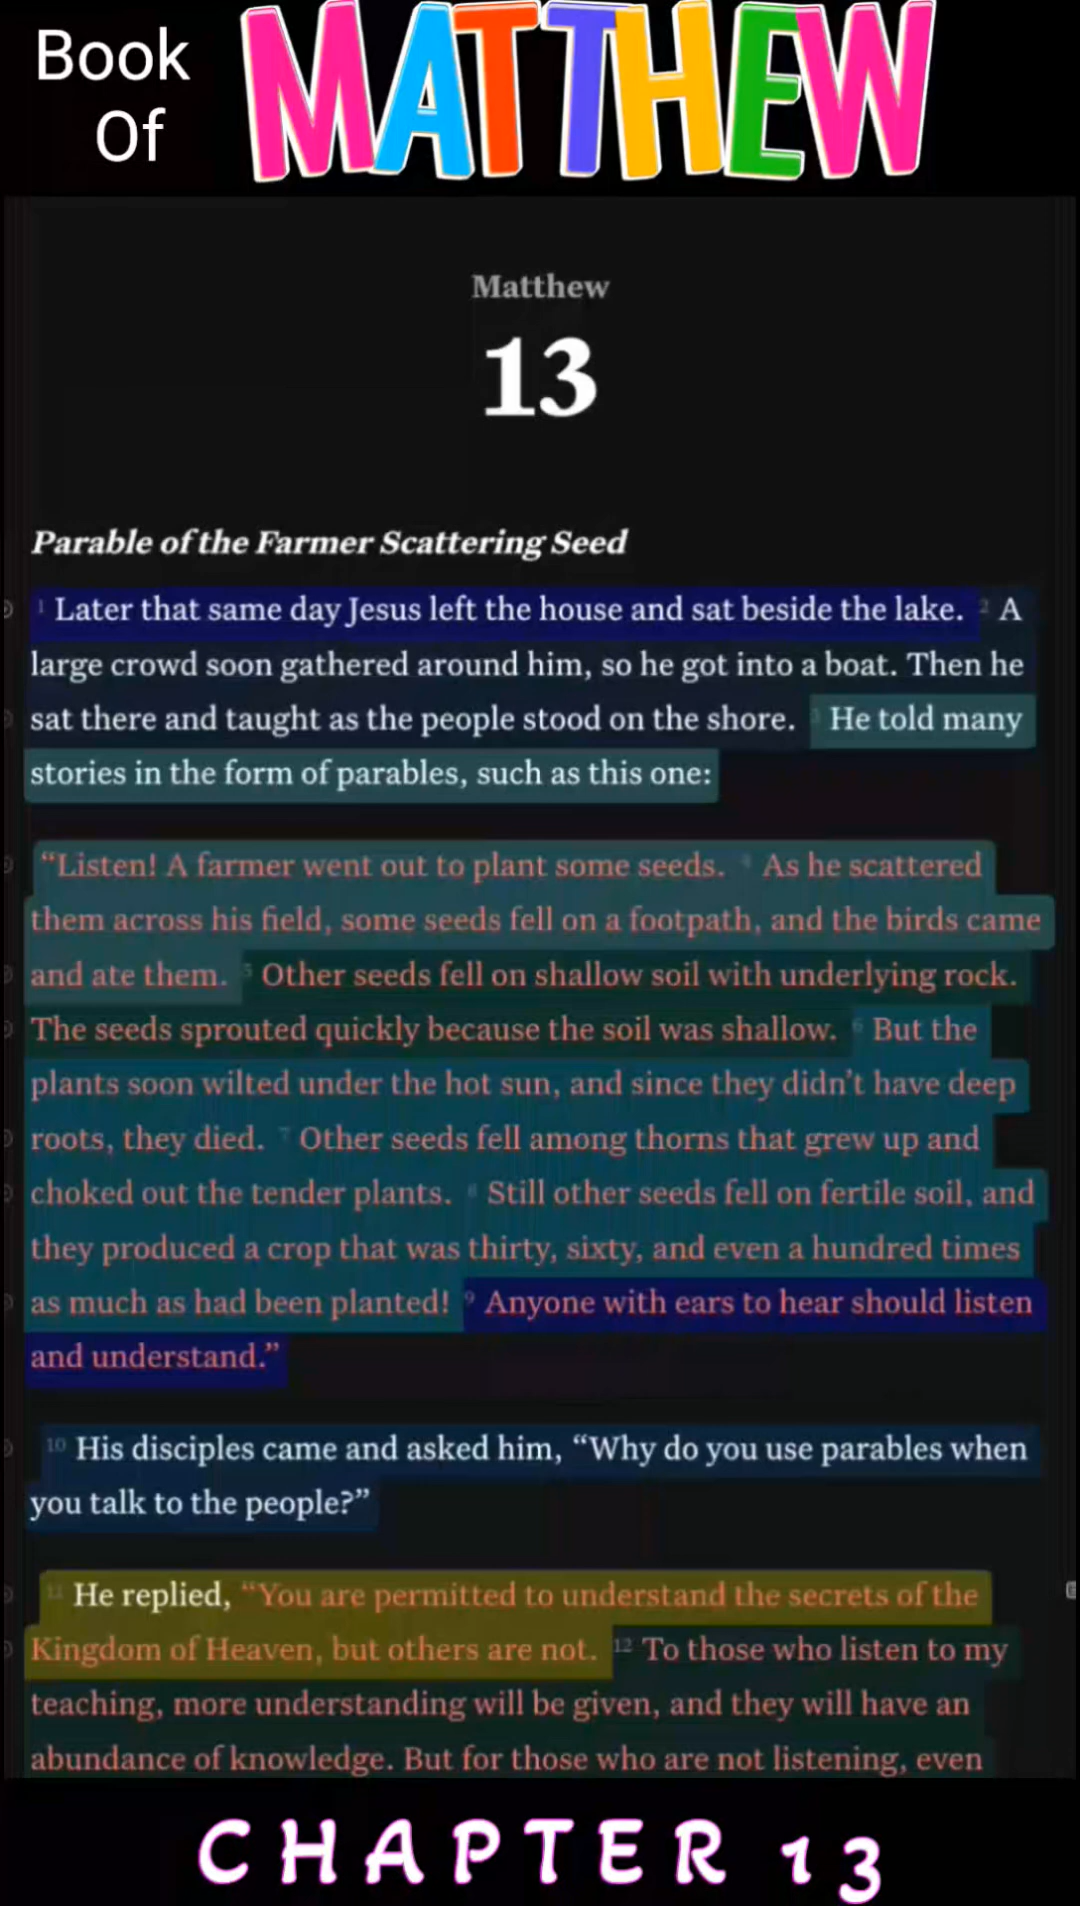 Book
Of
MATTHEW
Matthew
13
Parable of the Farmer Scattering Seed
1 Later that same day Jesus left the house and sat beside the lake. 2 A
large crowd soon gathered around him, so he got into a boat. Then he
sat there and taught as the people stood on the shore. 3 He told many
stories in the form of parables, such as this one:
“Listen! A farmer went out to plant some seeds. 4 As he scattered
them across his field, some seeds fell on a footpath, and the birds came
and ate them. 5 Other seeds fell on shallow soil with underlying rock.
The seeds sprouted quickly because the soil was shallow. 6 But the
plants soon wilted under the hot sun, and since they didn’t have deep
roots, they died. 7 Other seeds fell among thorns that grew up and
choked out the tender plants. 8 Still other seeds fell on fertile soil, and
they produced a crop that was thirty, sixty, and even a hundred times
as much as had been planted! 9 Anyone with ears to hear should listen
and understand.”
10 His disciples came and asked him, “Why do you use parables when
you talk to the people?”
11 He replied, “You are permitted to understand the secrets of the
Kingdom of Heaven, but others are not. 12 To those who listen to my
teaching, more understanding will be given, and they will have an
abundance of knowledge. But for those who are not listening, even
CHAPTER 13